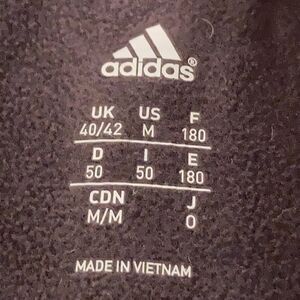 adidas®
UK US F
40/42 M 180
D I E
50 50 180
CDN J
M/M O
MADE IN VIETNAM